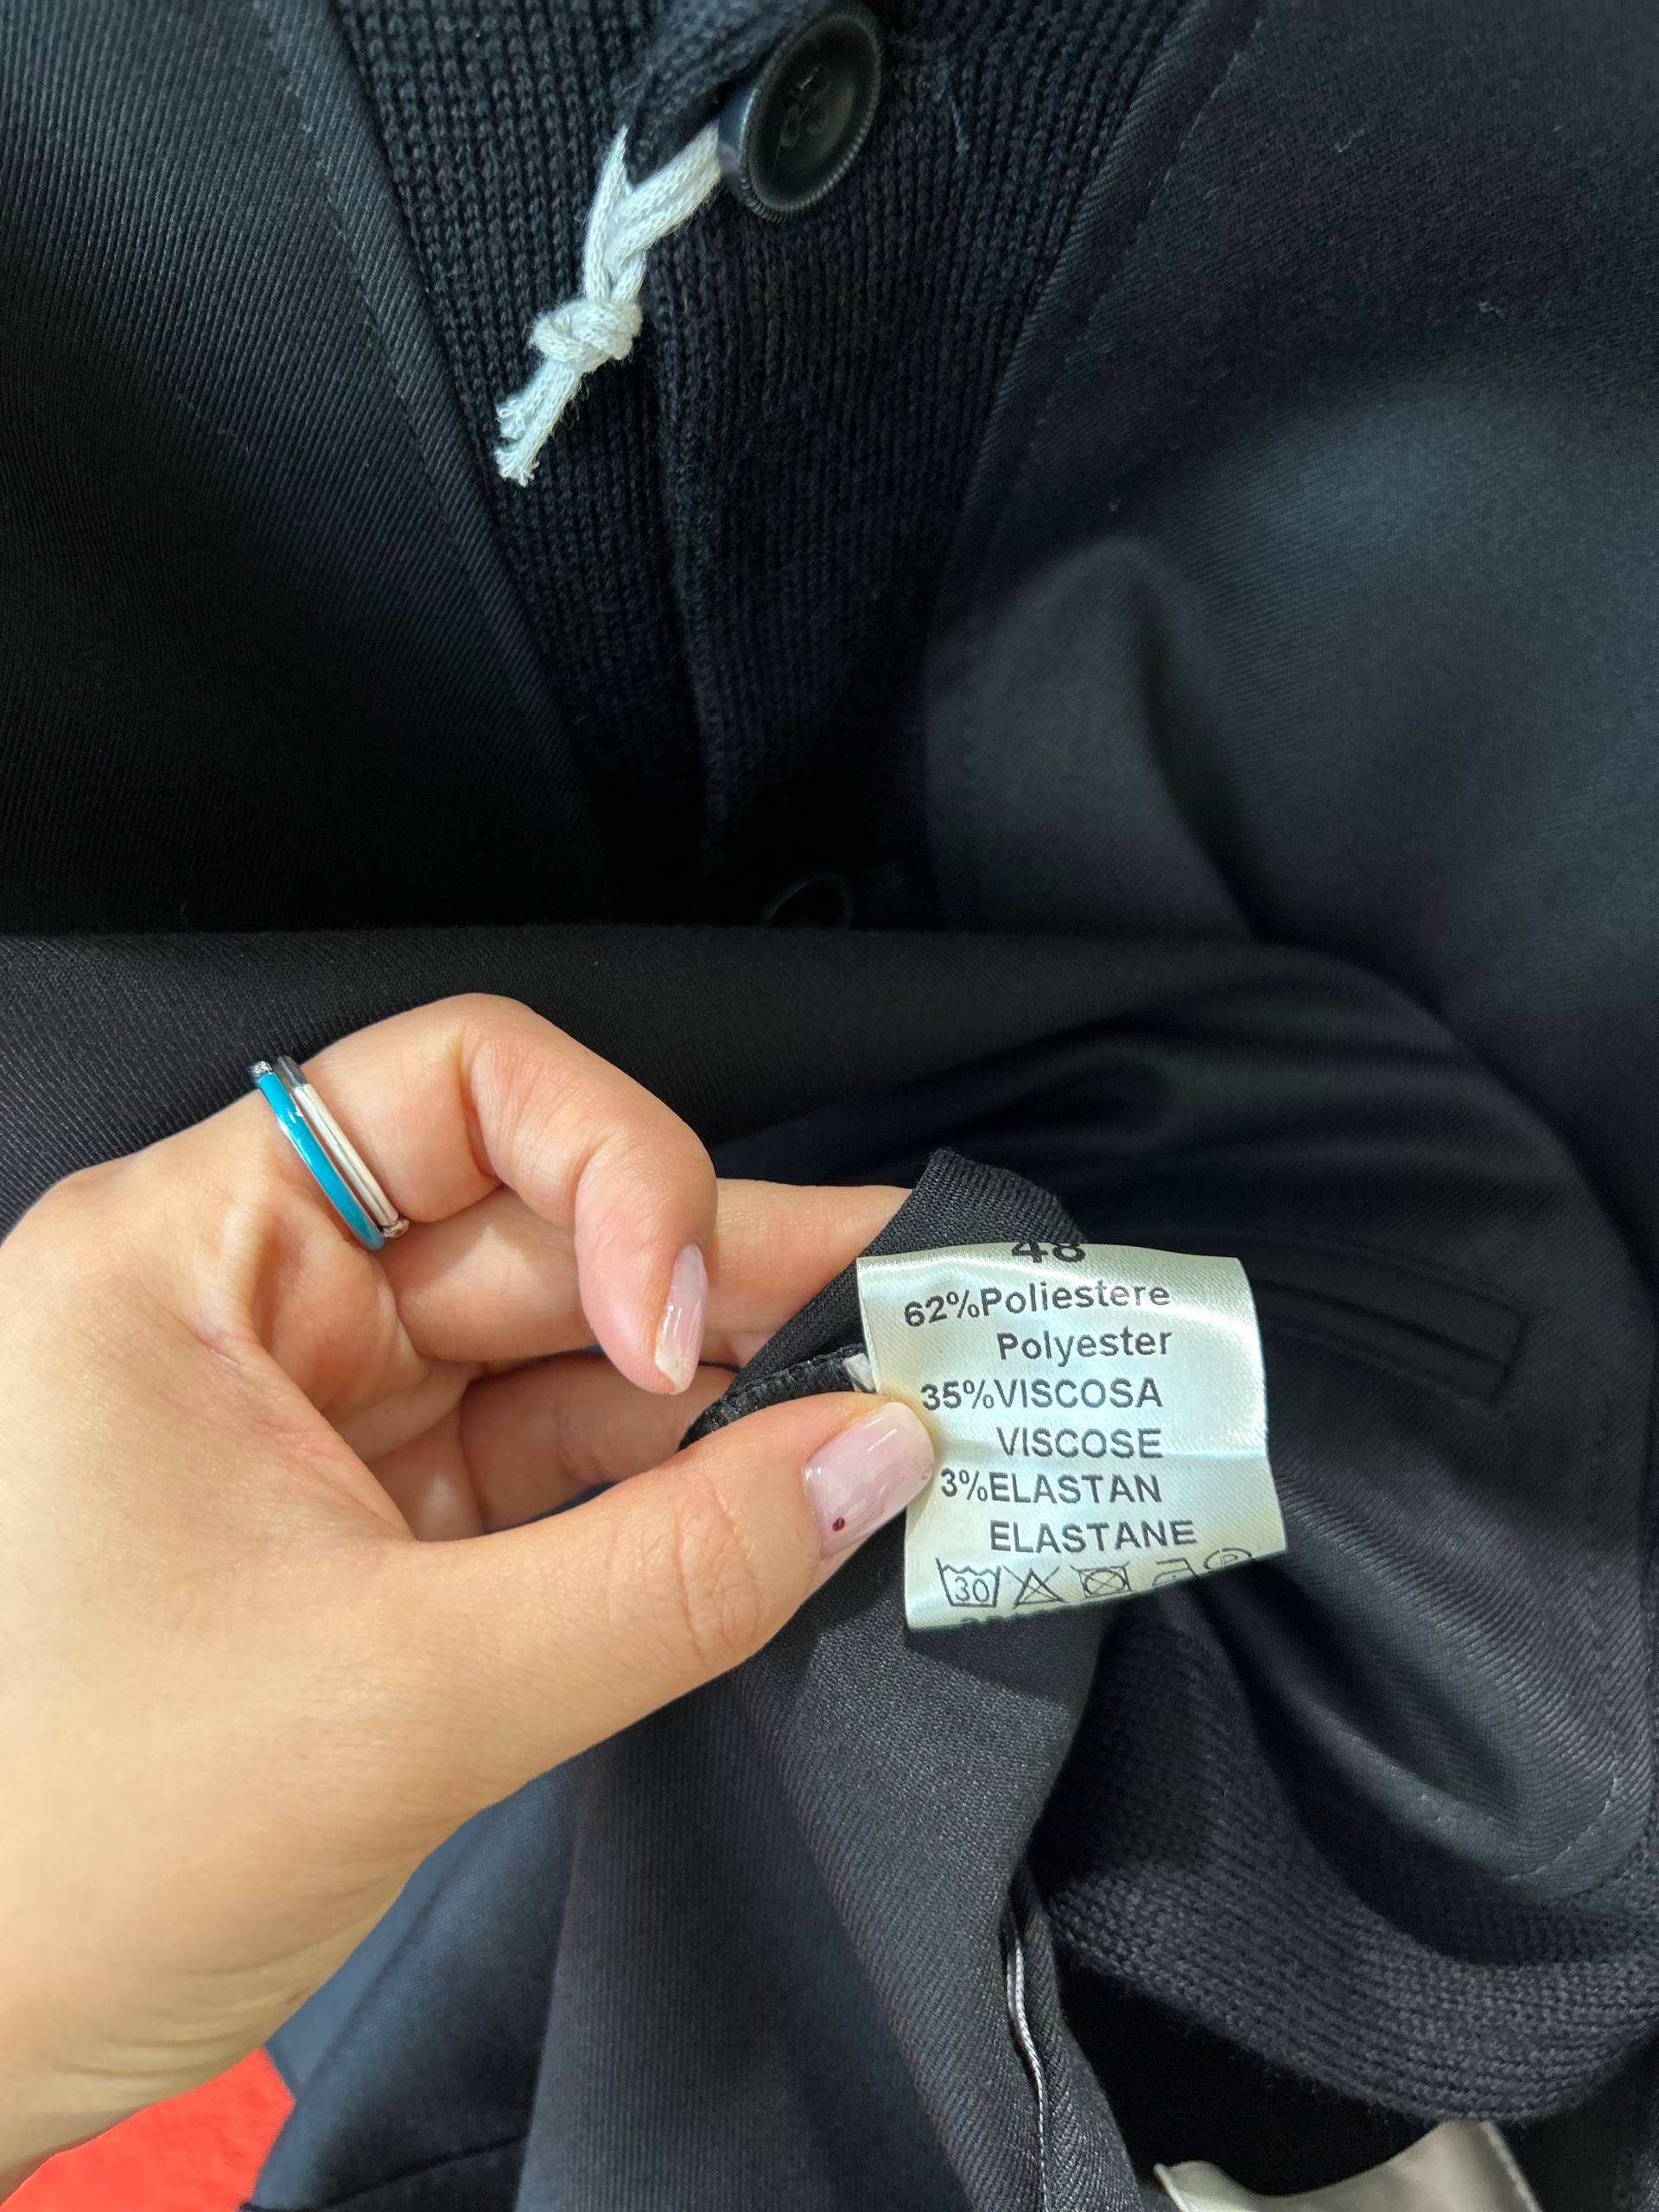 48
62%Poliestere
Polyester
35%VISCOSA
VISCOSE
3%ELASTAN
ELASTANE
30
P